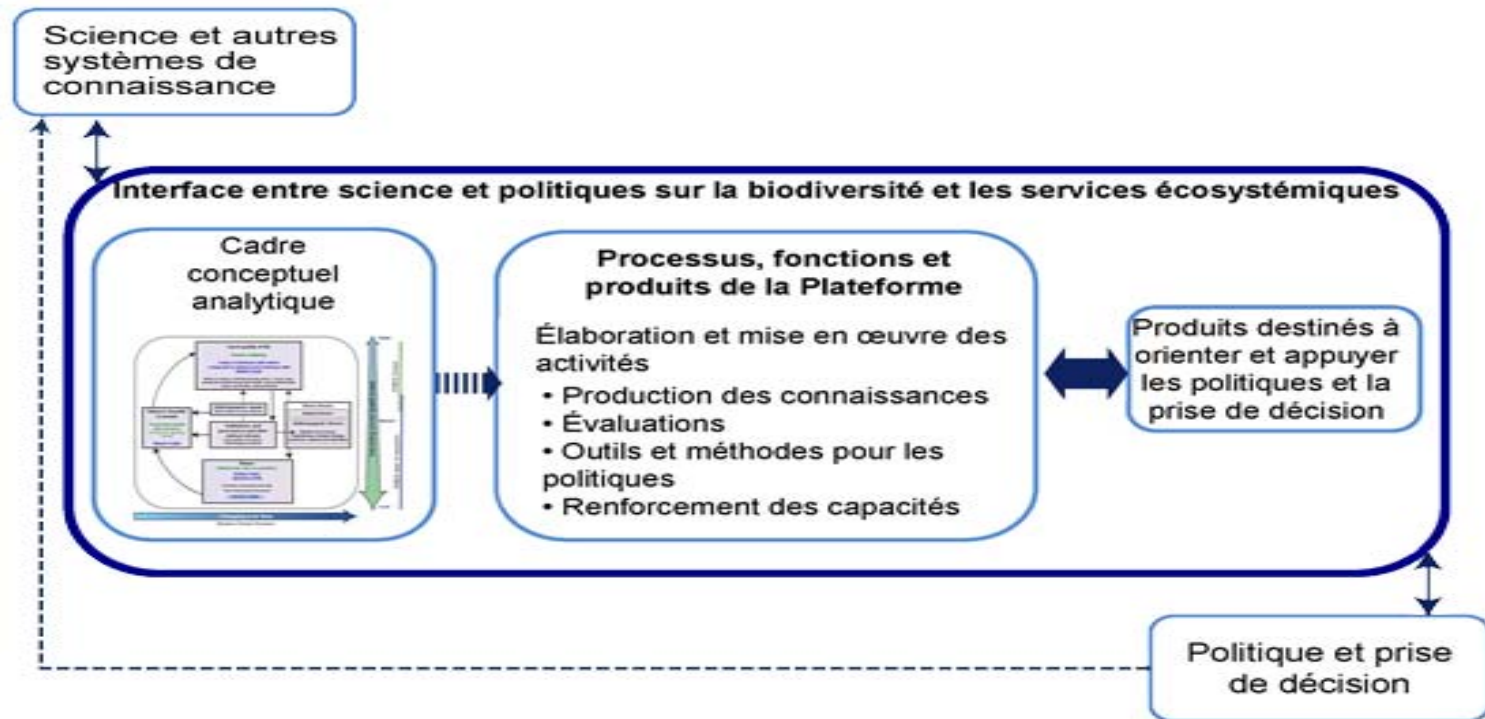 Science et autres
systèmes de
connaissance
Interface entre science et politiques sur la biodiversité et les services écosystémiques
Cadre
conceptuel
analytique
Processus, fonctions et
produits de la Plateforme
Élaboration et mise en œuvre des
activités
• Production des connaissances
• Évaluations
• Outils et méthodes pour les
politiques
• Renforcement des capacités
Produits destinés à
orienter et appuyer
les politiques et la
prise de décision
Politique et prise
de décision